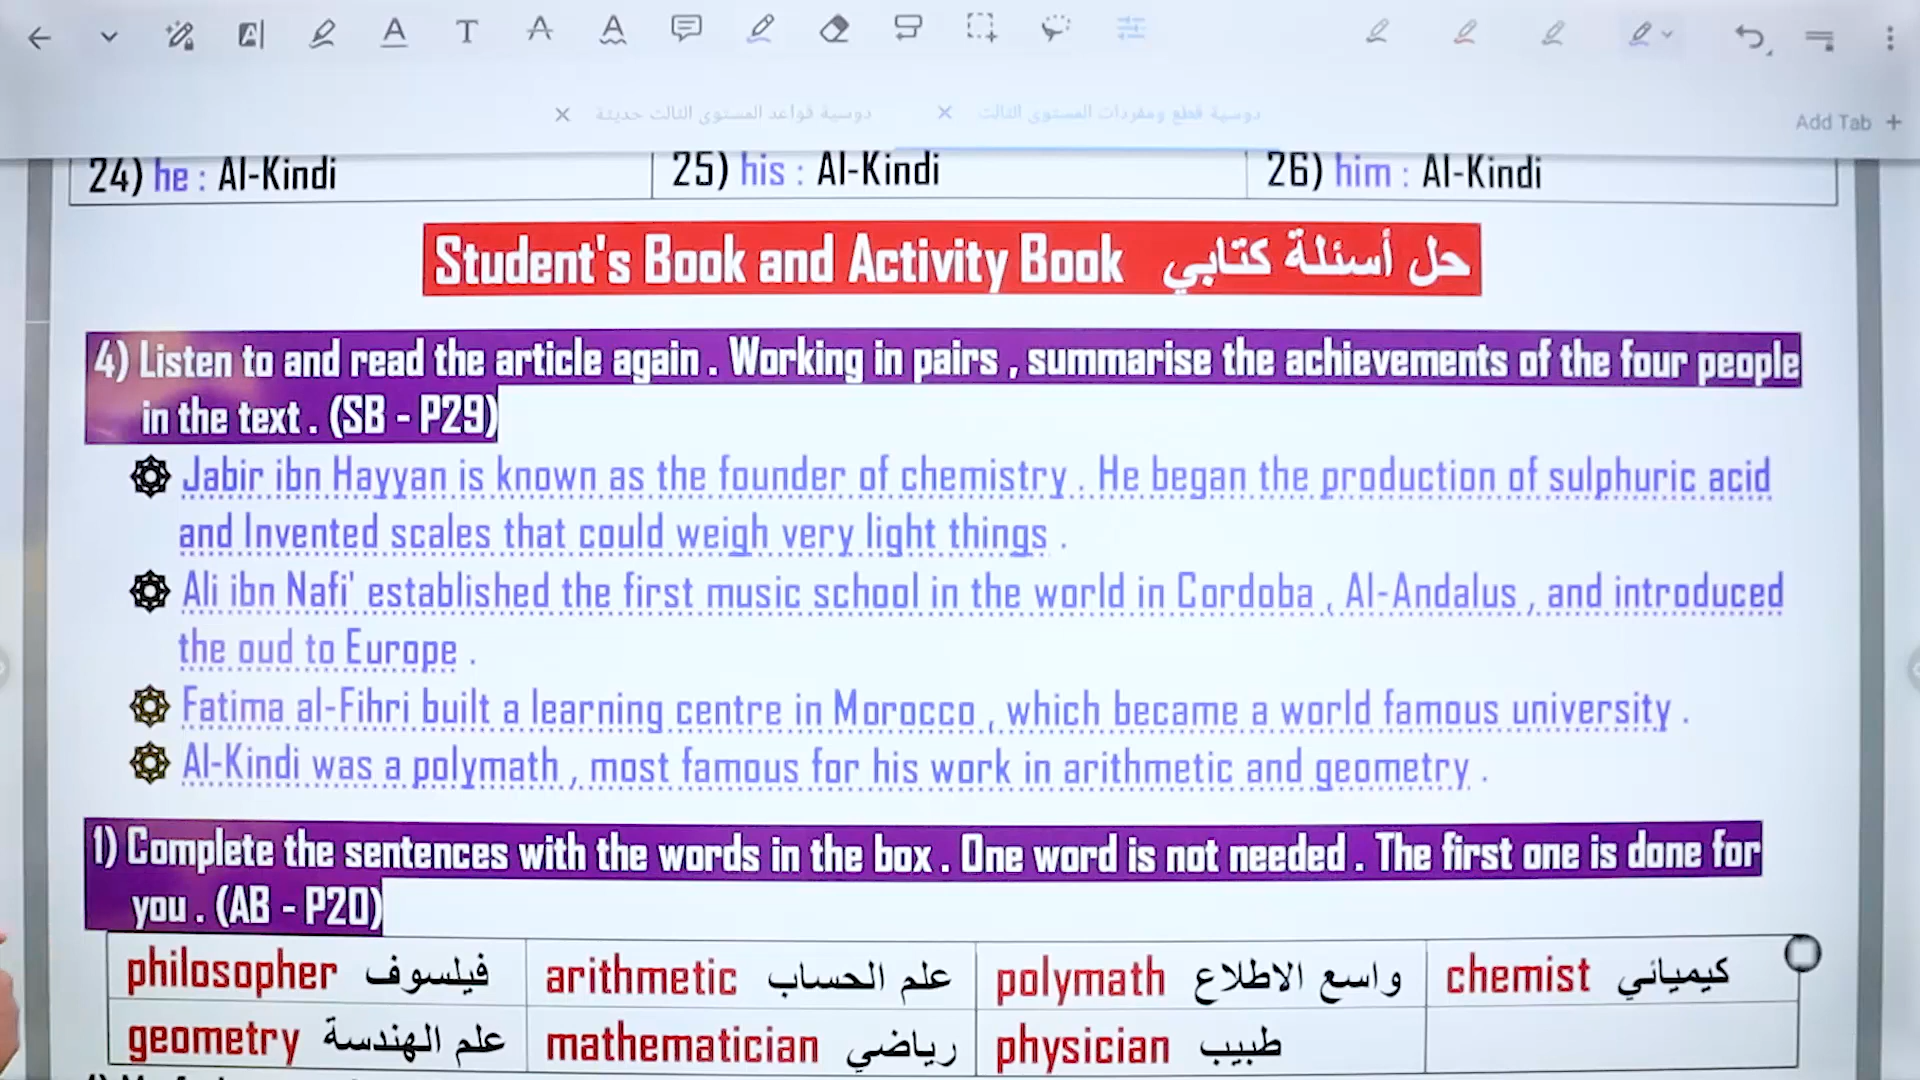 دوسية قواعد المستوى الثالث حديثة
دوسية قطع ومفردات المستوى الثالث
Add Tab +
24) he : Al-Kindi
25) his : Al-Kindi
26) him : Al-Kindi
Student's Book and Activity Book حل أسئلة كتابي
4) Listen to and read the article again . Working in pairs , summarise the achievements of the four people
in the text . (SB - P29)
Jabir ibn Hayyan is known as the founder of chemistry . He began the production of sulphuric acid
and Invented scales that could weigh very light things .
Ali ibn Nafi' established the first music school in the world in Cordoba , Al-Andalus , and introduced
the oud to Europe .
Fatima al-Fihri built a learning centre in Morocco , which became a world famous university .
Al-Kindi was a polymath , most famous for his work in arithmetic and geometry .
1) Complete the sentences with the words in the box . One word is not needed . The first one is done for
you . (AB - P20)
philosopher فيلسوف
arithmetic علم الحساب
polymath واسع الاطلاع
chemist كيميائي
geometry علم الهندسة
mathematician رياضي
physician طبيب